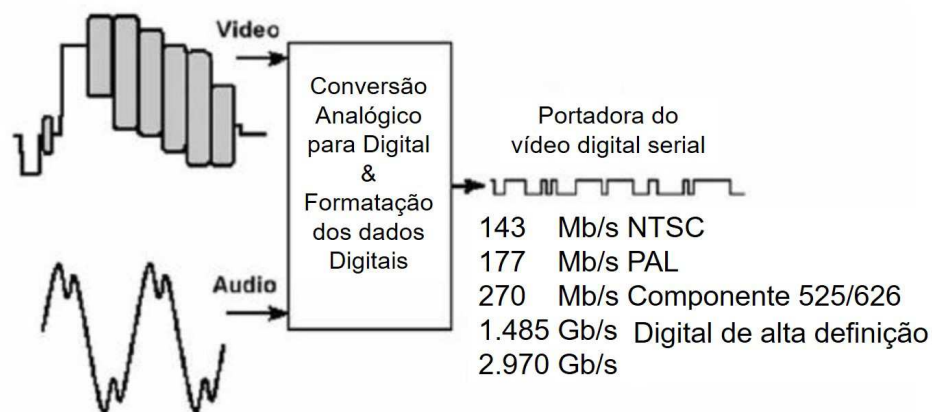 Video
Conversão
Analógico
para Digital
&
Formatação
dos dados
Digitais
Audio
Portadora do
vídeo digital serial
143 Mb/s NTSC
177 Mb/s PAL
270 Mb/s Componente 525/626
1.485 Gb/s Digital de alta definição
2.970 Gb/s